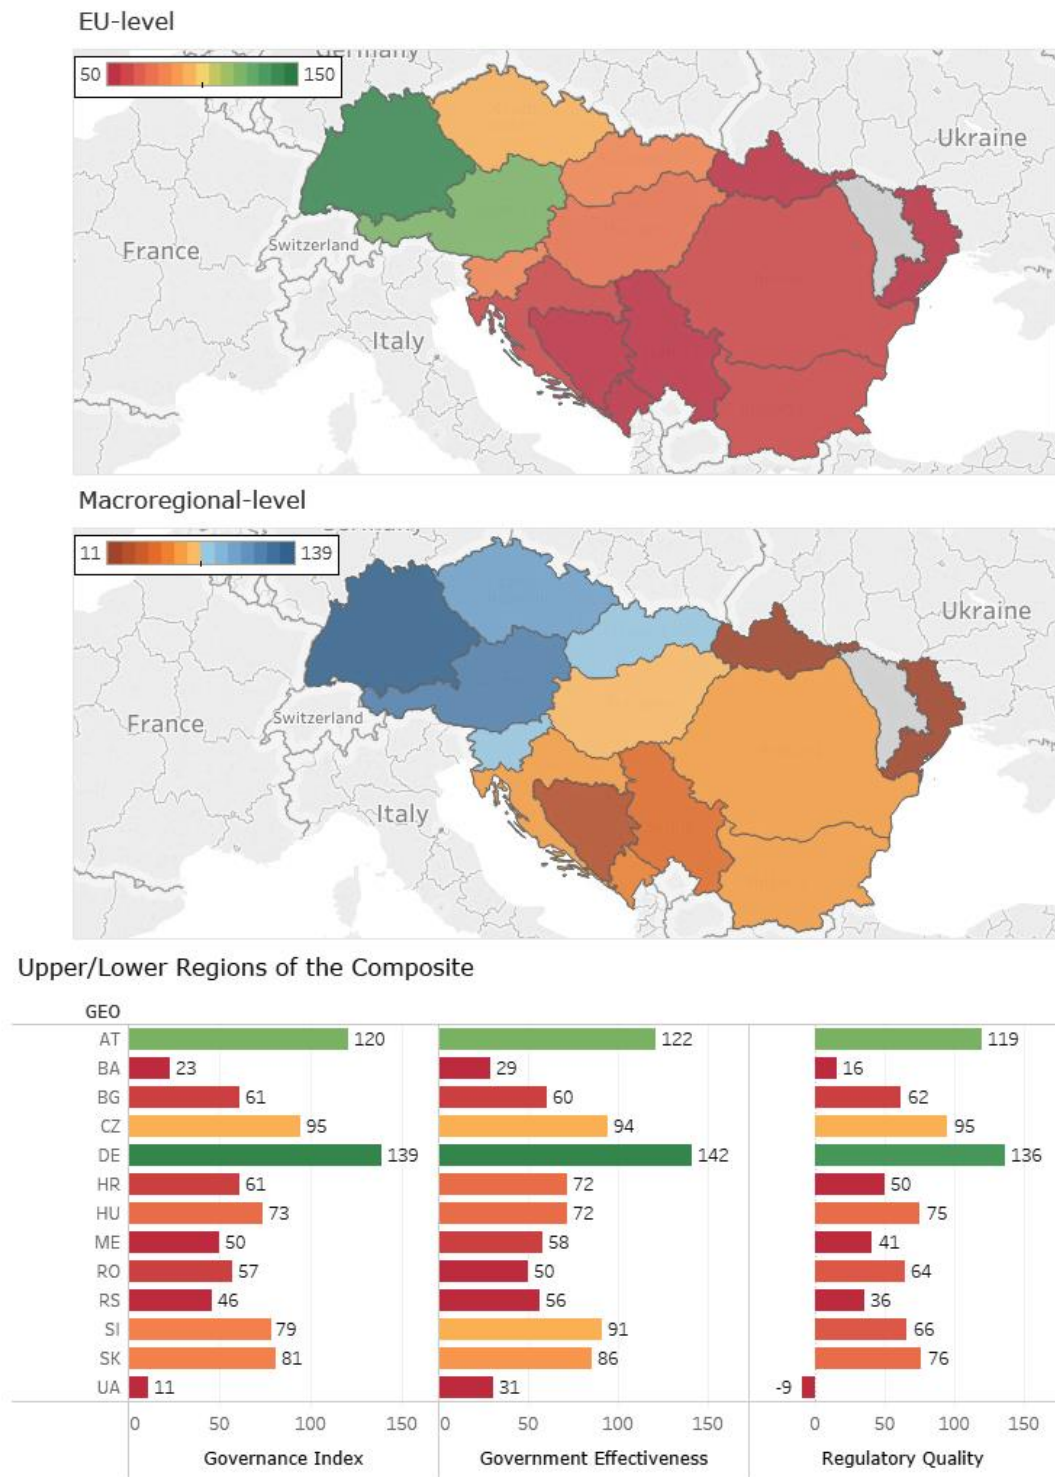 EU-level
50 150
Ukraine
France
Switzerland
Italy
Macroregional-level
11 139
Ukraine
France
Switzerland
Italy
Upper/Lower Regions of the Composite
GEO
AT 120 122 119
BA 23 29 16
BG 61 60 62
CZ 95 94 95
DE 139 142 136
HR 61 72 50
HU 73 72 75
ME 50 58 41
RO 57 50 64
RS 46 56 36
SI 79 91 66
SK 81 86 76
UA 11 31 -9
0 50 100 150 0 50 100 150 0 50 100 150
Governance Index Government Effectiveness Regulatory Quality